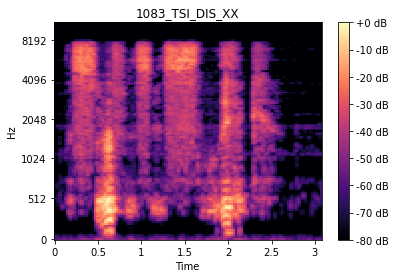 1083_TSI_DIS_XX
+0 dB
8192
-10 dB
4096
-20 dB
-30 dB
2048
-40 dB
Hz
1024
-50 dB
512
-60 dB
-70 dB
0
-80 dB
0 0.5 1 1.5 2 2.5 3
Time